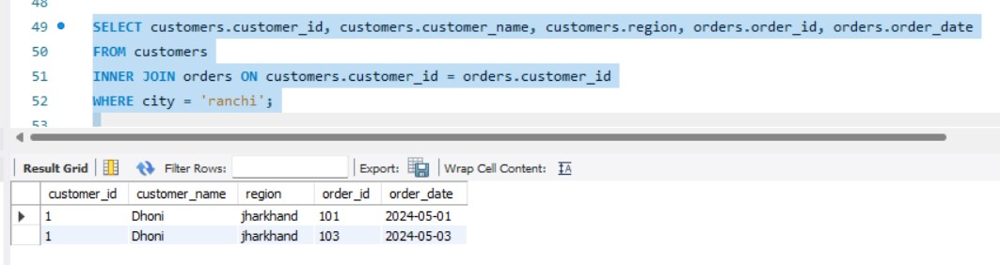 48
49 SELECT customers.customer_id, customers.customer_name, customers.region, orders.order_id, orders.order_date
50 FROM customers
51 INNER JOIN orders ON customers.customer_id = orders.customer_id
52 WHERE city = 'ranchi';
53
Result Grid Filter Rows: Export: Wrap Cell Content: IA
customer_id customer_name region order_id order_date
1 Dhoni jharkhand 101 2024-05-01
1 Dhoni jharkhand 103 2024-05-03